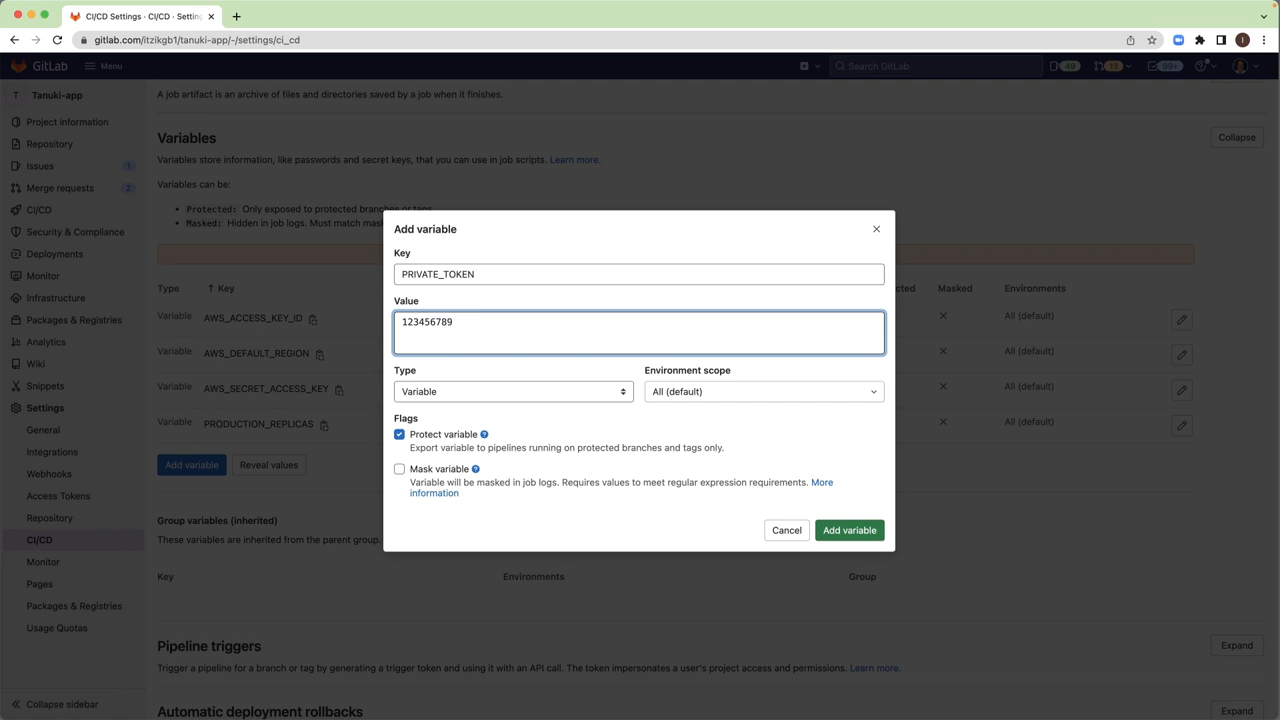 CI/CD Settings · CI/CD · Settin
gitlab.com/itzikgb1/tanuki-app/-/settings/ci_cd
I
GitLab
Menu
Search GitLab
49
13
99+
T
Tanuki-app
Project information
Repository
Issues
1
Merge requests
2
CI/CD
Security & Compliance
Deployments
Monitor
Infrastructure
Packages & Registries
Analytics
Wiki
Snippets
Settings
General
Integrations
Webhooks
Access Tokens
Repository
CI/CD
Monitor
Pages
Packages & Registries
Usage Quotas
Collapse sidebar
A job artifact is an archive of files and directories saved by a job when it finishes.
Variables
Collapse
Variables store information, like passwords and secret keys, that you can use in job scripts. Learn more.
Variables can be:
• Protected: Only exposed to protected branches or tags.
• Masked: Hidden in job logs. Must match mas
Type
↑ Key
cted
Masked
Environments
Variable
AWS_ACCESS_KEY_ID
All (default)
Variable
AWS_DEFAULT_REGION
All (default)
Variable
AWS_SECRET_ACCESS_KEY
All (default)
Variable
PRODUCTION_REPLICAS
All (default)
Add variable
Reveal values
Group variables (inherited)
These variables are inherited from the parent group.
Key
Environments
Group
Pipeline triggers
Expand
Trigger a pipeline for a branch or tag by generating a trigger token and using it with an API call. The token impersonates a user's project access and permissions. Learn more.
Automatic deployment rollbacks
Expand
Add variable
Key
PRIVATE_TOKEN
Value
123456789
Type
Environment scope
Variable
All (default)
Flags
Protect variable
Export variable to pipelines running on protected branches and tags only.
Mask variable
Variable will be masked in job logs. Requires values to meet regular expression requirements. More
information
Cancel
Add variable